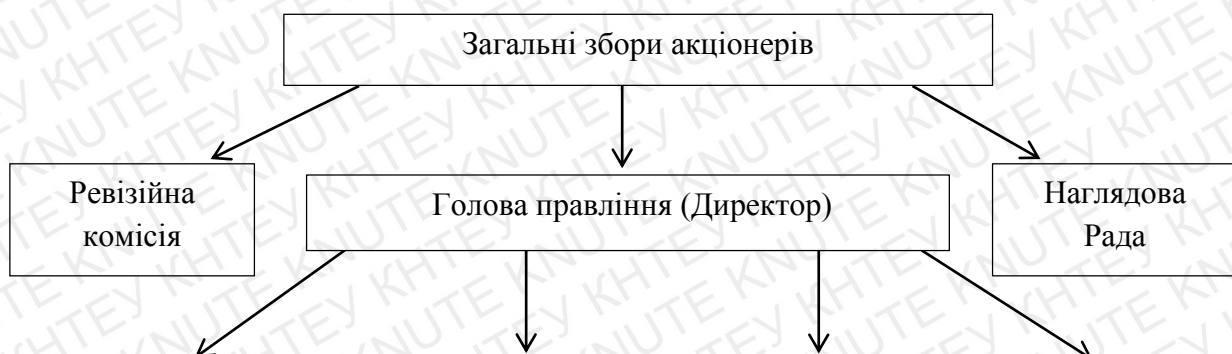 Загальні збори акціонерів
Ревізійна
комісія
Голова правління (Директор)
Наглядова
Рада